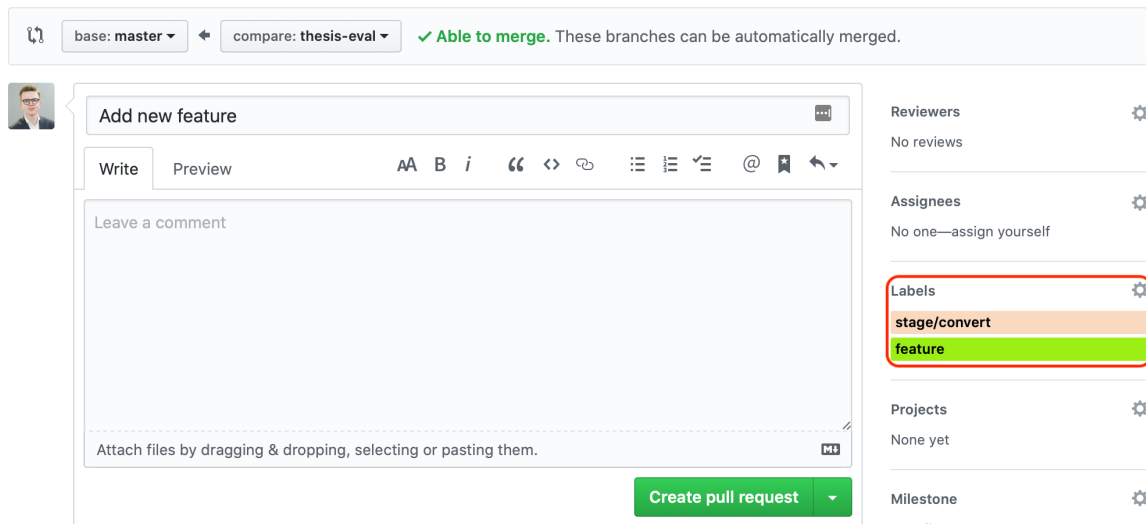 base: master compare: thesis-eval Able to merge. These branches can be automatically merged.
Add new feature
Write Preview AA B i @
Leave a comment
Attach files by dragging & dropping, selecting or pasting them.
Create pull request
Reviewers
No reviews
Assignees
No one—assign yourself
Labels
stage/convert
feature
Projects
None yet
Milestone